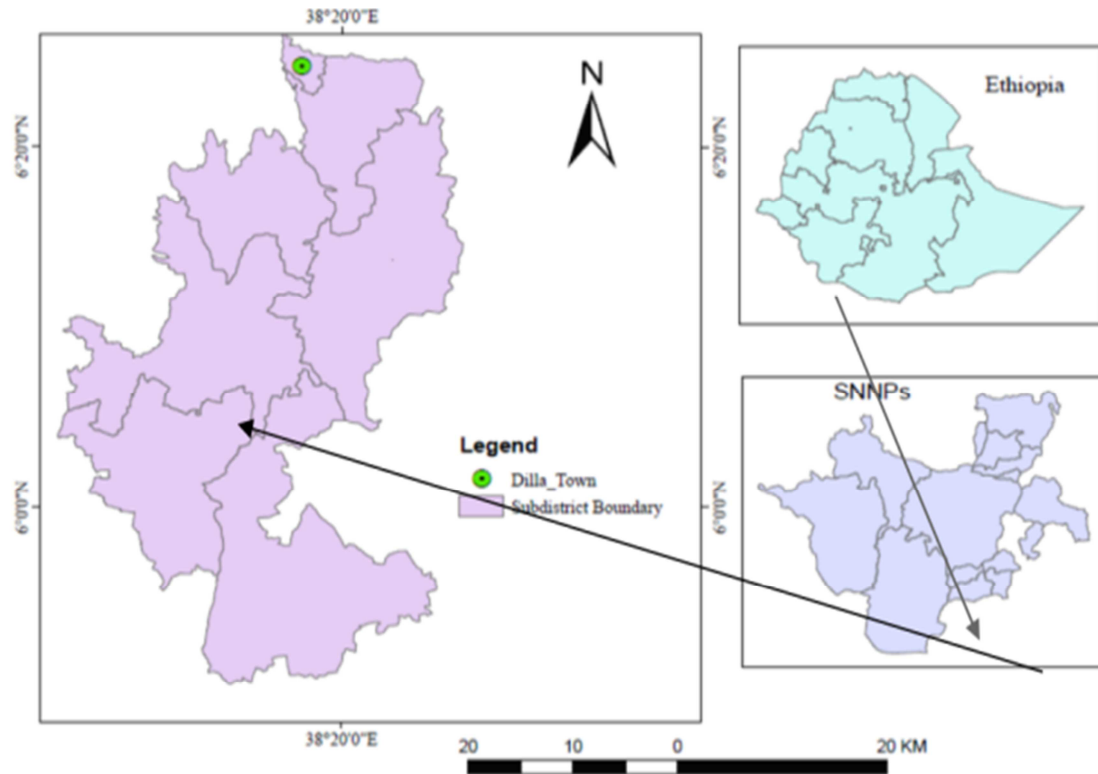 38°20'0"E
N
Ethiopia
6°20'0"N
6°20'0"N
SNNPs
Legend
Dilla_Town
Subdistrict Boundary
6°0'0"N
6°0'0"N
38°20'0"E
20 10 0 20 KM